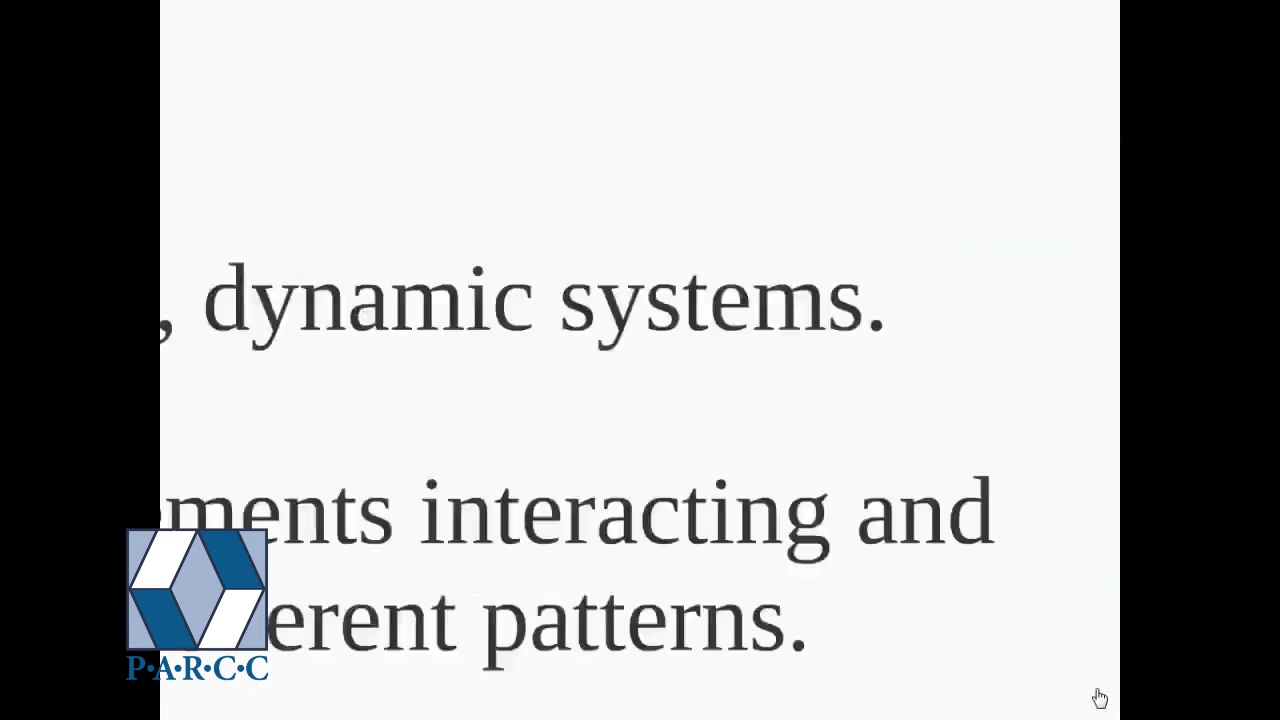 , dynamic systems.
ments interacting and
erent patterns.
P·A·R·C·C